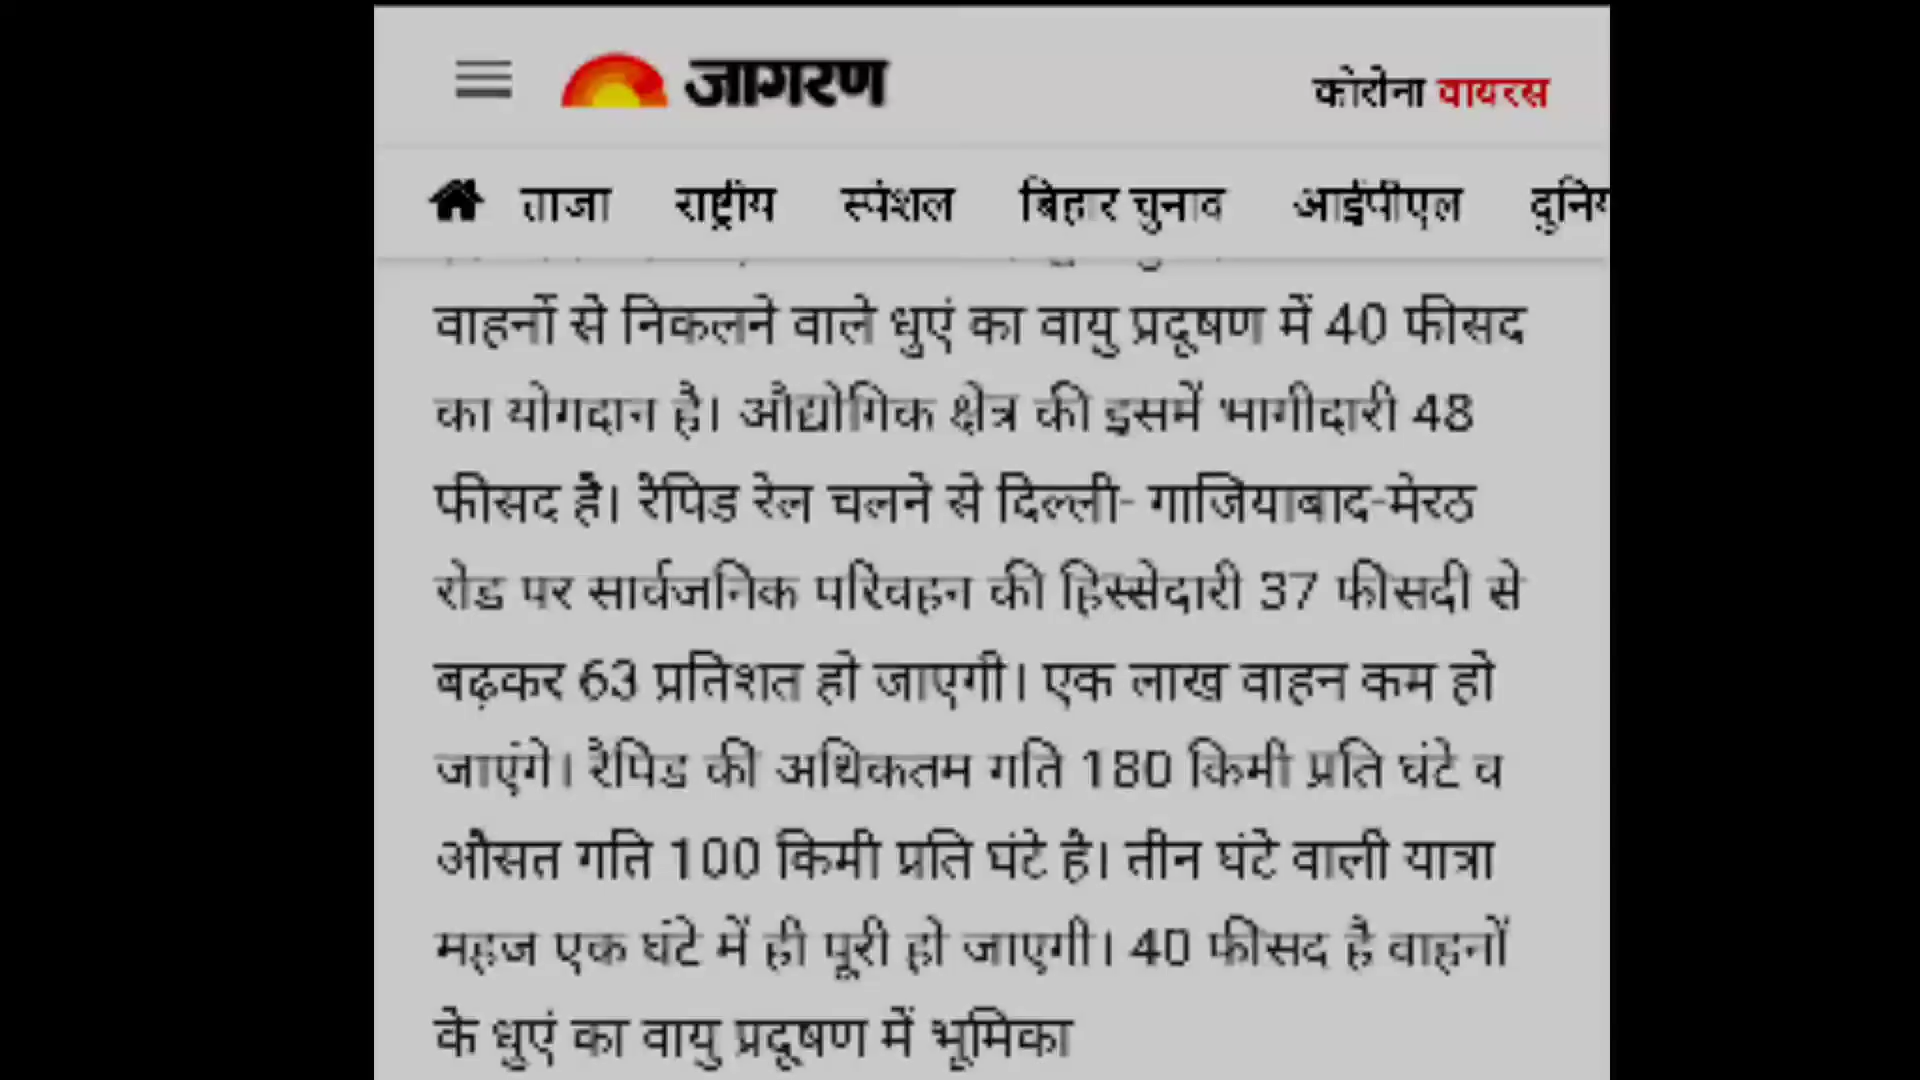 जागरण
कोरोना वायरस
ताजा राष्ट्रीय स्पेशल बिहार चुनाव आईपीएल
वाहनों से निकलने वाले धुएं का वायु प्रदूषण में 40 फीसद
का योगदान है। औद्योगिक क्षेत्र की इसमें भागीदारी 48
फीसद है। रैपिड रेल चलने से दिल्ली- गाजियाबाद-मेरठ
रोड पर सार्वजनिक परिवहन की हिस्सेदारी 37 फीसदी से
बढ़कर 63 प्रतिशत हो जाएगी। एक लाख वाहन कम हो
जाएंगे। रैपिड की अधिकतम गति 180 किमी प्रति घंटे व
औसत गति 100 किमी प्रति घंटे है। तीन घंटे वाली यात्रा
महज एक घंटे में ही पूरी हो जाएगी। 40 फीसद है वाहनों
के धुएं का वायु प्रदूषण में भूमिका